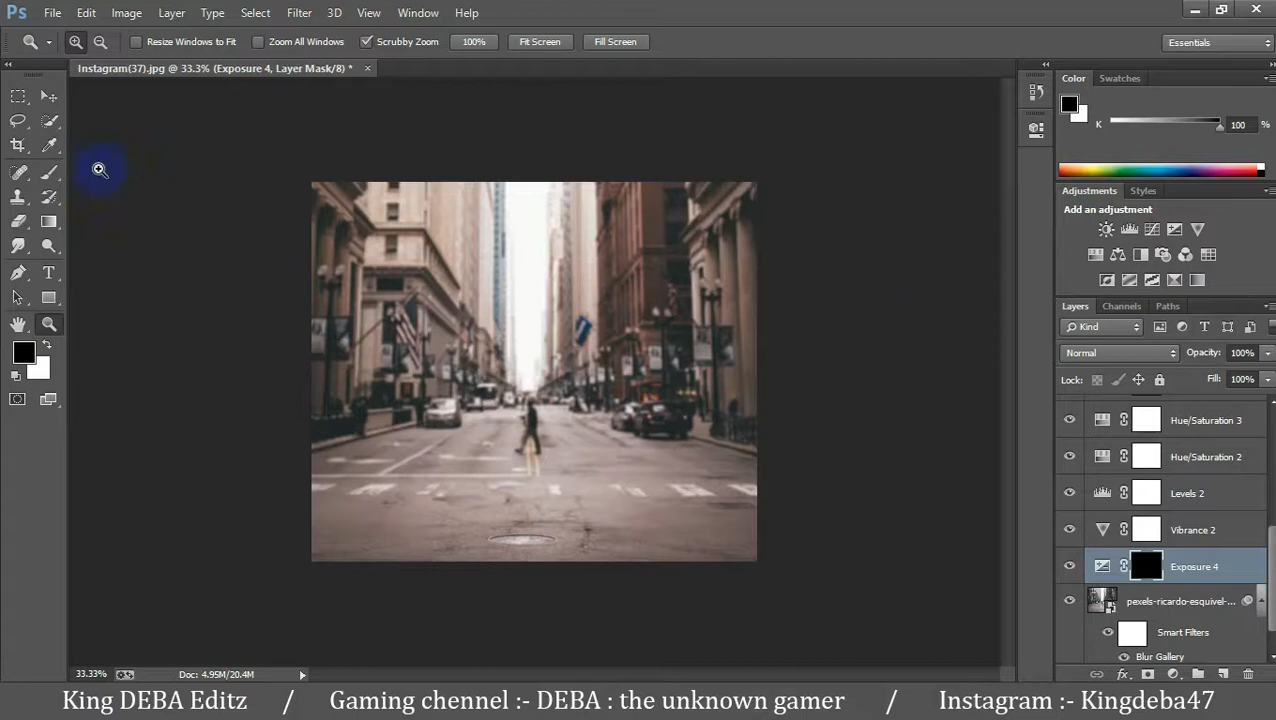 Ps File Edit Image Layer Type Select Filter 3D View Window Help
Resize Windows to Fit Zoom All Windows Scrubby Zoom 100% Fit Screen Fill Screen Essentials
Instagram(37).jpg @ 33.3% (Exposure 4, Layer Mask/8) * ×
Color Swatches
K 100 %
Adjustments Styles
Add an adjustment
Layers Channels Paths
Kind
Normal Opacity: 100%
Lock: Fill: 100%
Hue/Saturation 3
Hue/Saturation 2
Levels 2
Vibrance 2
Exposure 4
pexels-ricardo-esquivel-...
Smart Filters
Blur Gallery
33.33% Doc: 4.95M/20.4M
King DEBA Editz / Gaming chennel :- DEBA : the unknown gamer / Instagram :- Kingdeba47